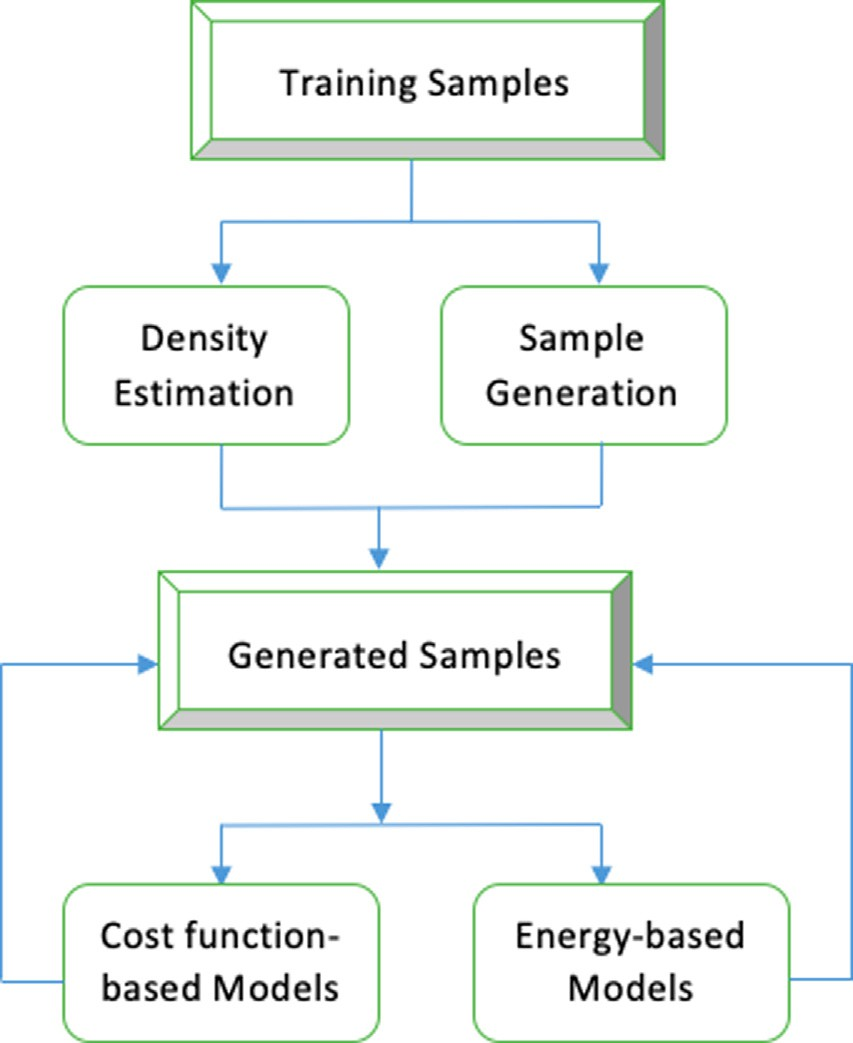 Training Samples
Density
Estimation
Sample
Generation
Generated Samples
Cost function-
based Models
Energy-based
Models